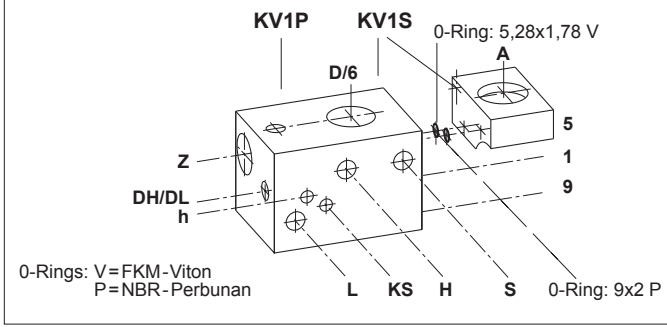 KV1P KV1S
0-Ring: 5,28x1,78 V
A
D/6
5
Z
1
DH/DL
9
h
0-Rings: V=FKM-Viton
P=NBR-Perbunan
L KS H S 0-Ring: 9x2 P